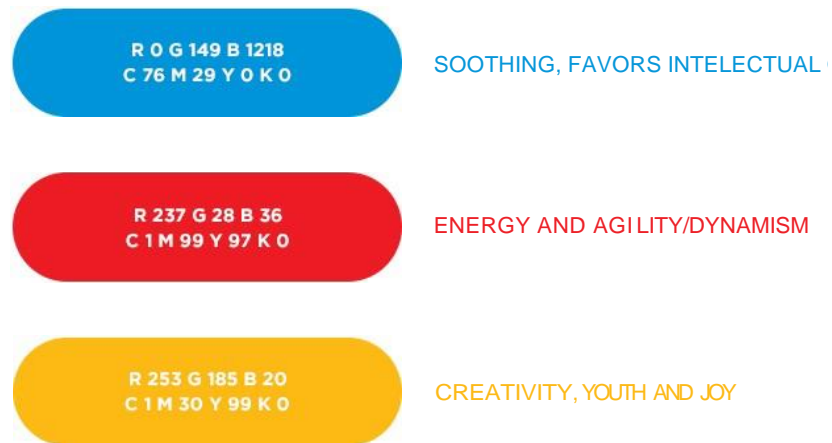 R 0 G 149 B 1218
C 76 M 29 Y 0 K 0
SOOTHING, FAVORS INTELECTUAL
R 237 G 28 B 36
C 1 M 99 Y 97 K 0
ENERGY AND AGILITY/DYNAMISM
R 253 G 185 B 20
C 1 M 30 Y 99 K 0
CREATIVITY, YOUTH AND JOY